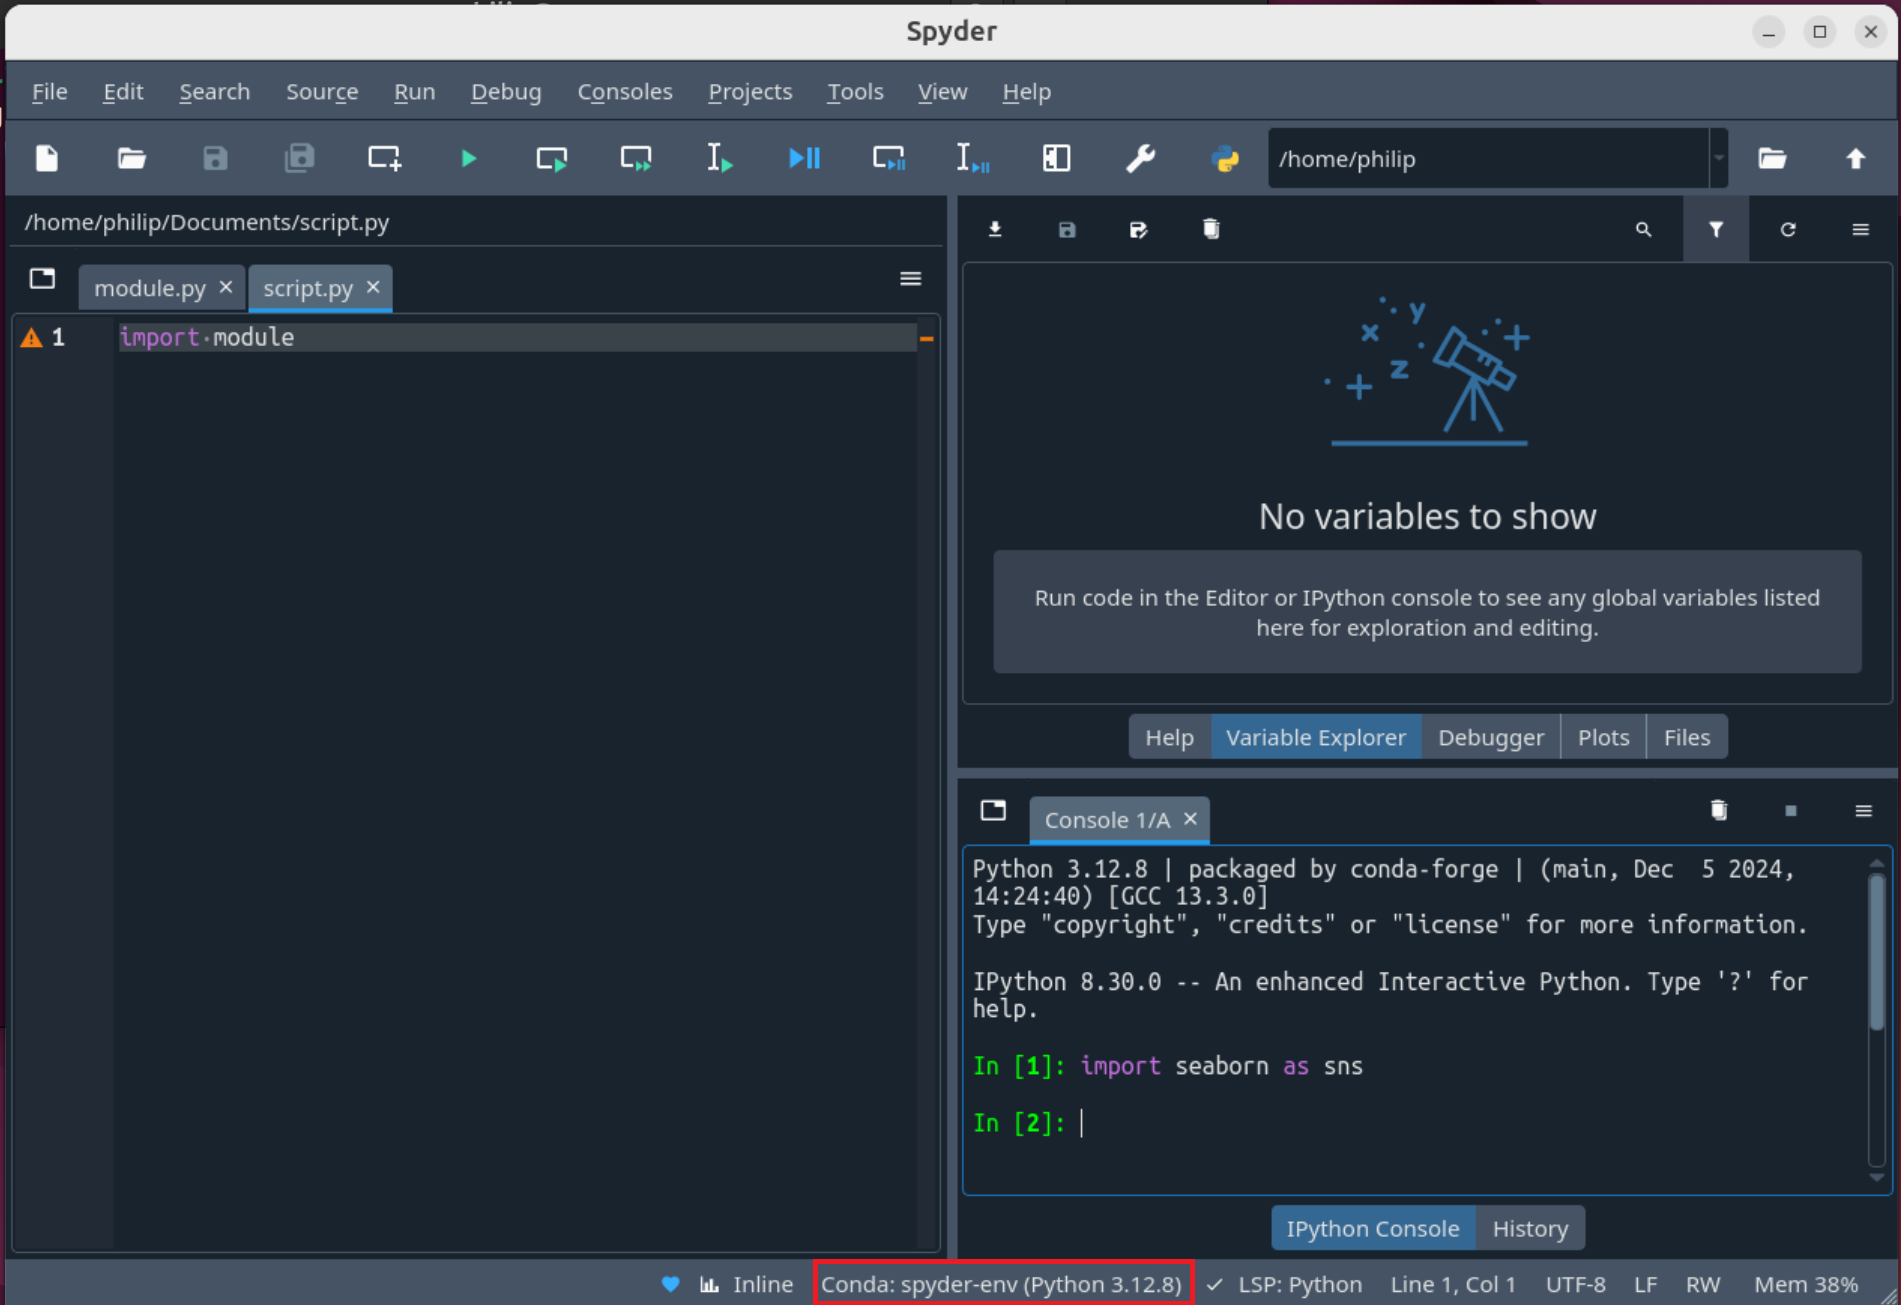 Spyder
File Edit Search Source Run Debug Consoles Projects Tools View Help
/home/philip
/home/philip/Documents/script.py
module.py
script.py
1 import module
x y z
No variables to show
Run code in the Editor or IPython console to see any global variables listed
here for exploration and editing.
Help Variable Explorer Debugger Plots Files
Console 1/A
Python 3.12.8 | packaged by conda-forge | (main, Dec  5 2024,
14:24:40) [GCC 13.3.0]
Type "copyright", "credits" or "license" for more information.
IPython 8.30.0 -- An enhanced Interactive Python. Type '?' for
help.
In [1]: import seaborn as sns
In [2]:
IPython Console History
Inline Conda: spyder-env (Python 3.12.8) LSP: Python Line 1, Col 1 UTF-8 LF RW Mem 38%